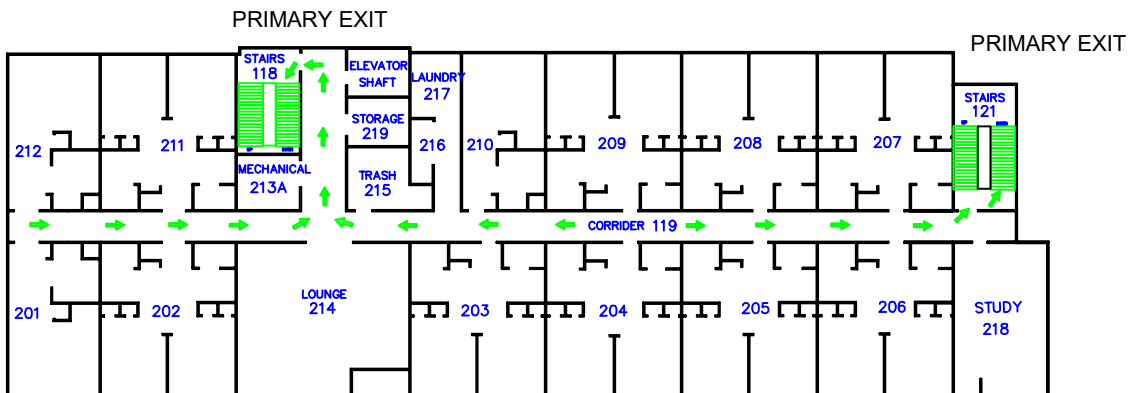 PRIMARY EXIT
PRIMARY EXIT
STAIRS
118
ELEVATOR
SHAFT
LAUNDRY
217
STAIRS
121
STORAGE
219
212
211
216
210
209
208
207
MECHANICAL
213A
TRASH
215
CORRIDER 119
LOUNGE
214
201
202
203
204
205
206
STUDY
218